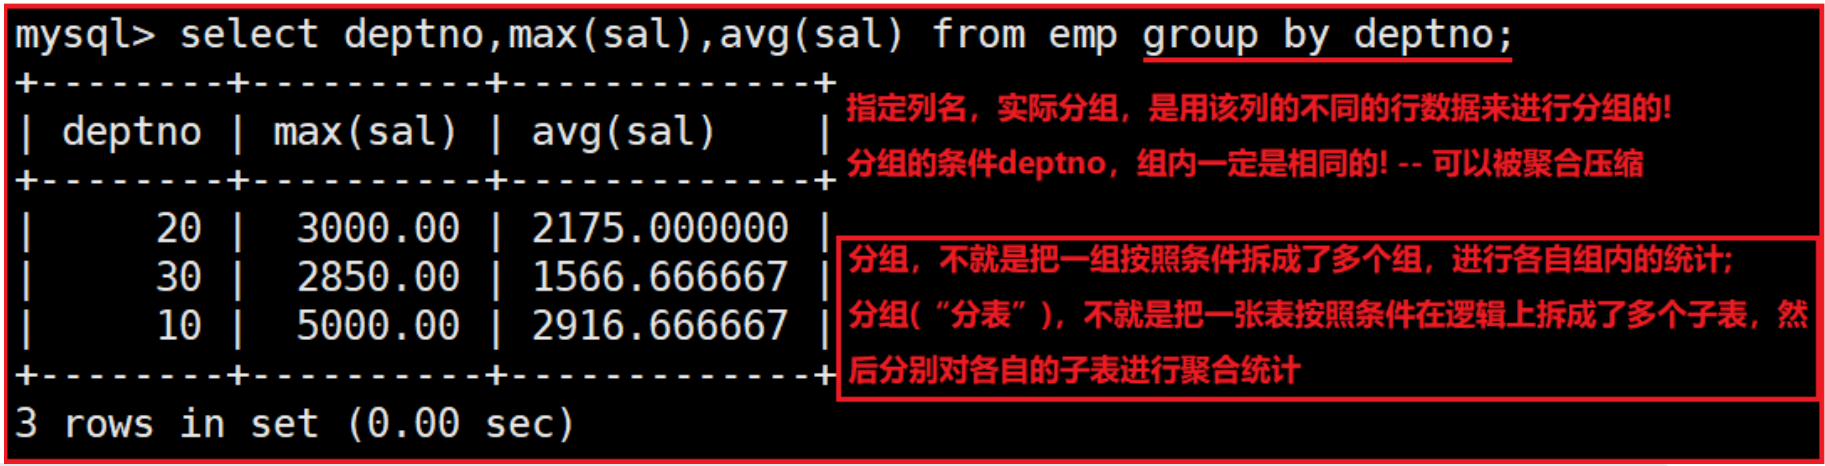 mysql> select deptno,max(sal),avg(sal) from emp group by deptno;
+--------+----------+-------------+
| deptno | max(sal) | avg(sal)    |
+--------+----------+-------------+
|     20 |  3000.00 | 2175.000000 |
|     30 |  2850.00 | 1566.666667 |
|     10 |  5000.00 | 2916.666667 |
+--------+----------+-------------+
3 rows in set (0.00 sec)
指定列名，实际分组，是用该列的不同的行数据来进行分组的!
分组的条件deptno，组内一定是相同的! -- 可以被聚合压缩
分组，不就是把一组按照条件拆成了多个组，进行各自组内的统计;
分组(“分表”)，不就是把一张表按照条件在逻辑上拆成了多个子表，然
后分别对各自的子表进行聚合统计